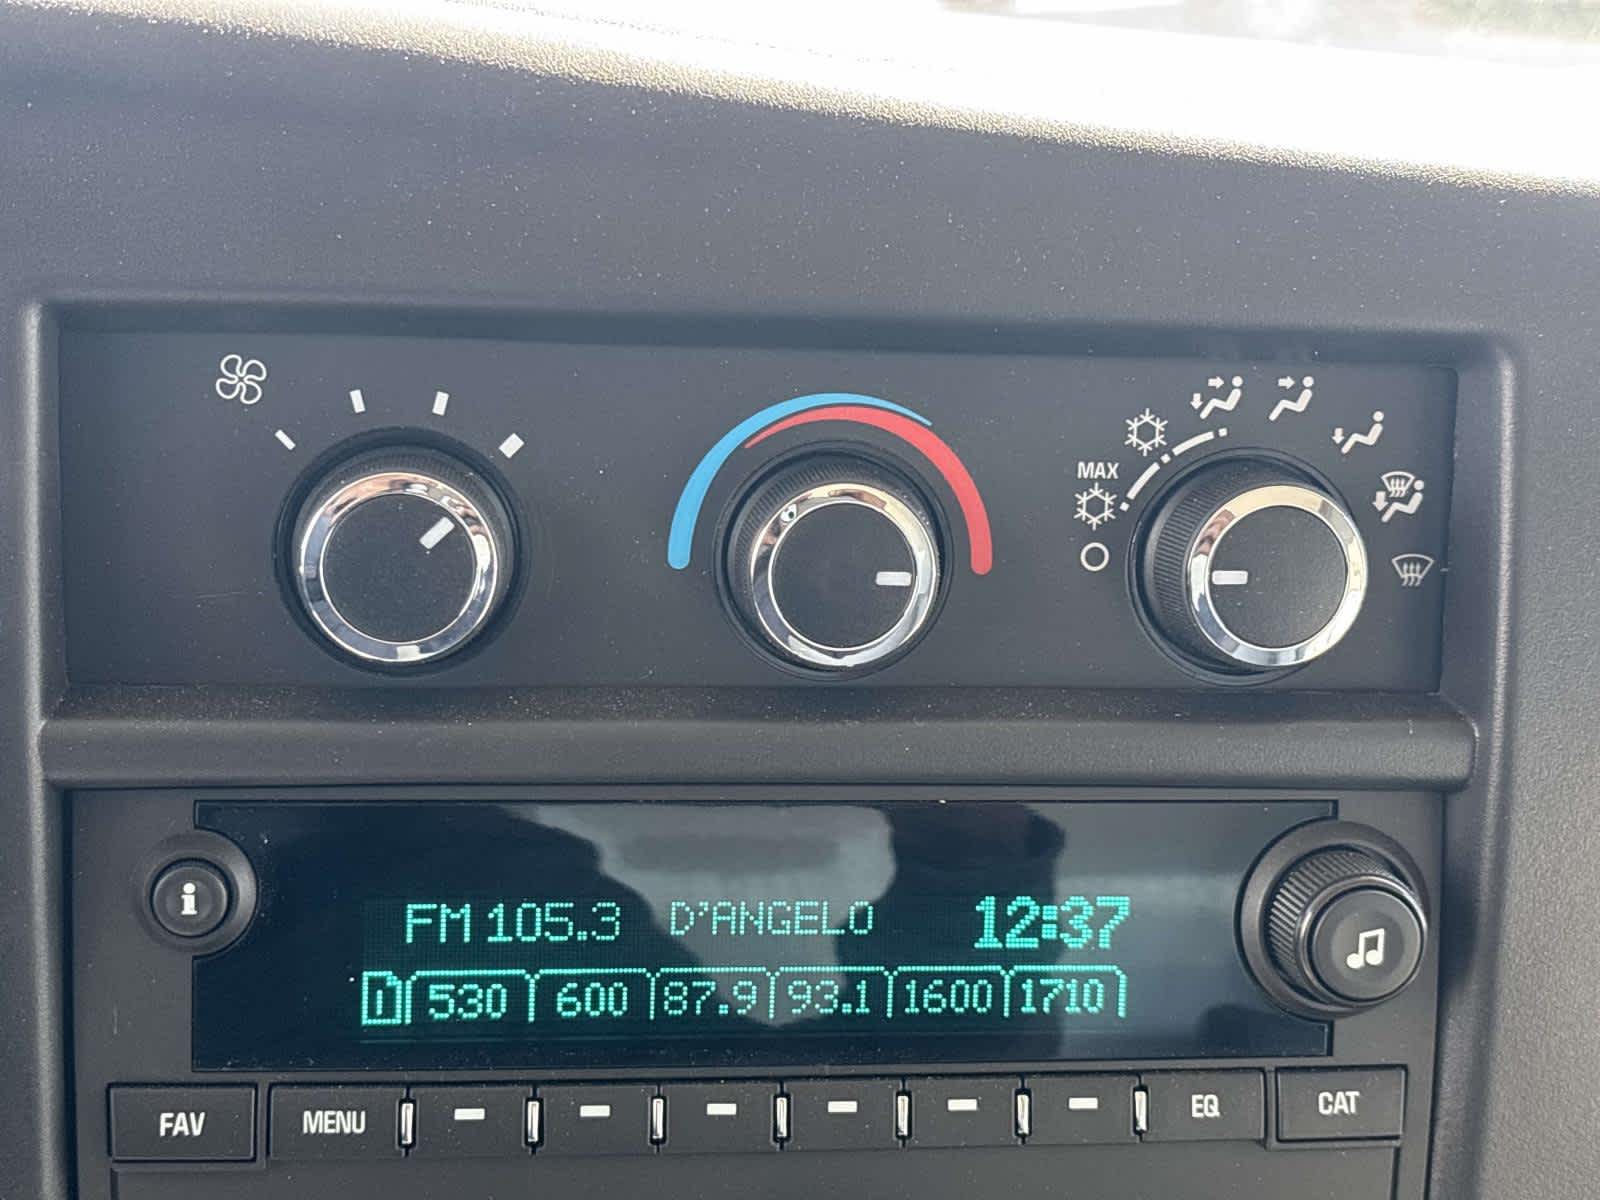 MAX
i
FM 105.3 D'ANGELO 12:37
1 530 600 87.9 93.1 1600 1710
FAV MENU EQ CAT